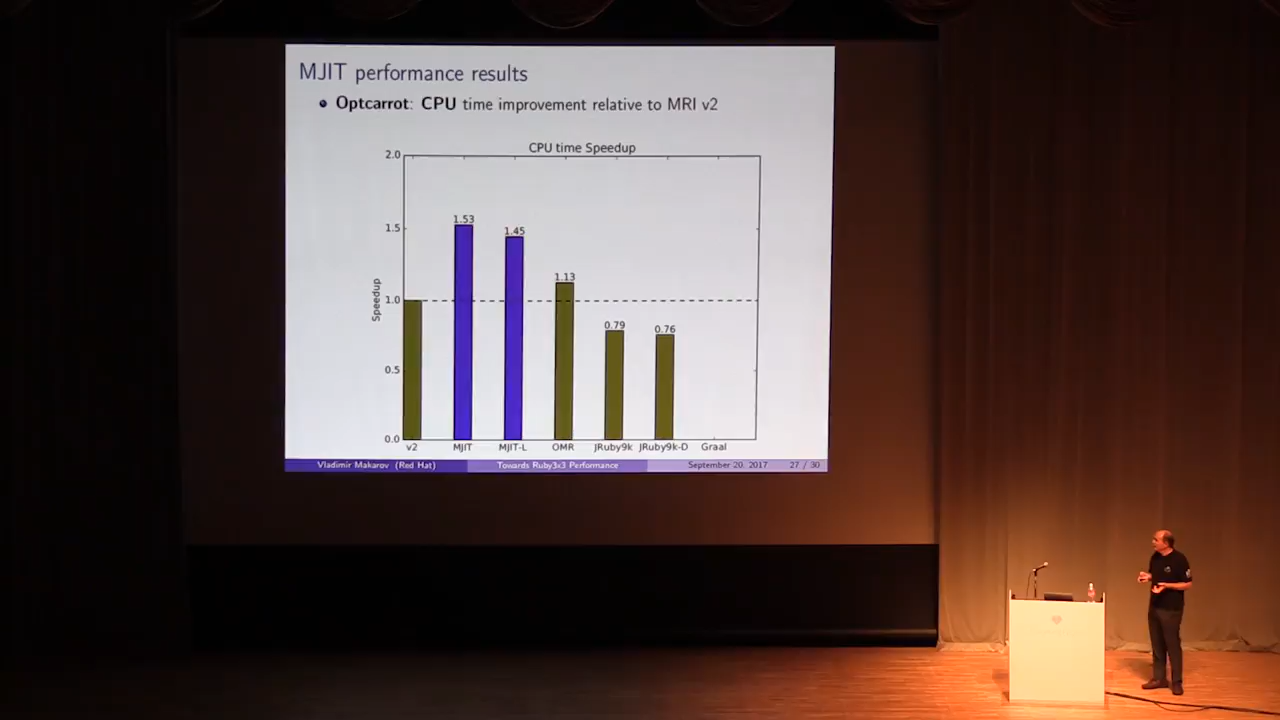 MJIT performance results
Optcarrot: CPU time improvement relative to MRI v2
CPU time Speedup
2.0
1.5
1.0
0.5
0.0
Speedup
1.53
1.45
1.13
0.79
0.76
v2 MJIT MJIT-L OMR JRuby9k JRuby9k-D Graal
Vladimir Makarov (Red Hat) Towards Ruby3x3 Performance September 20, 2017 27 / 30